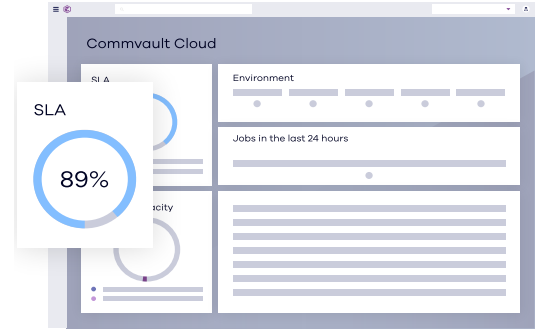 Commvault Cloud
SLA
Environment
SLA
89%
Jobs in the last 24 hours
acity